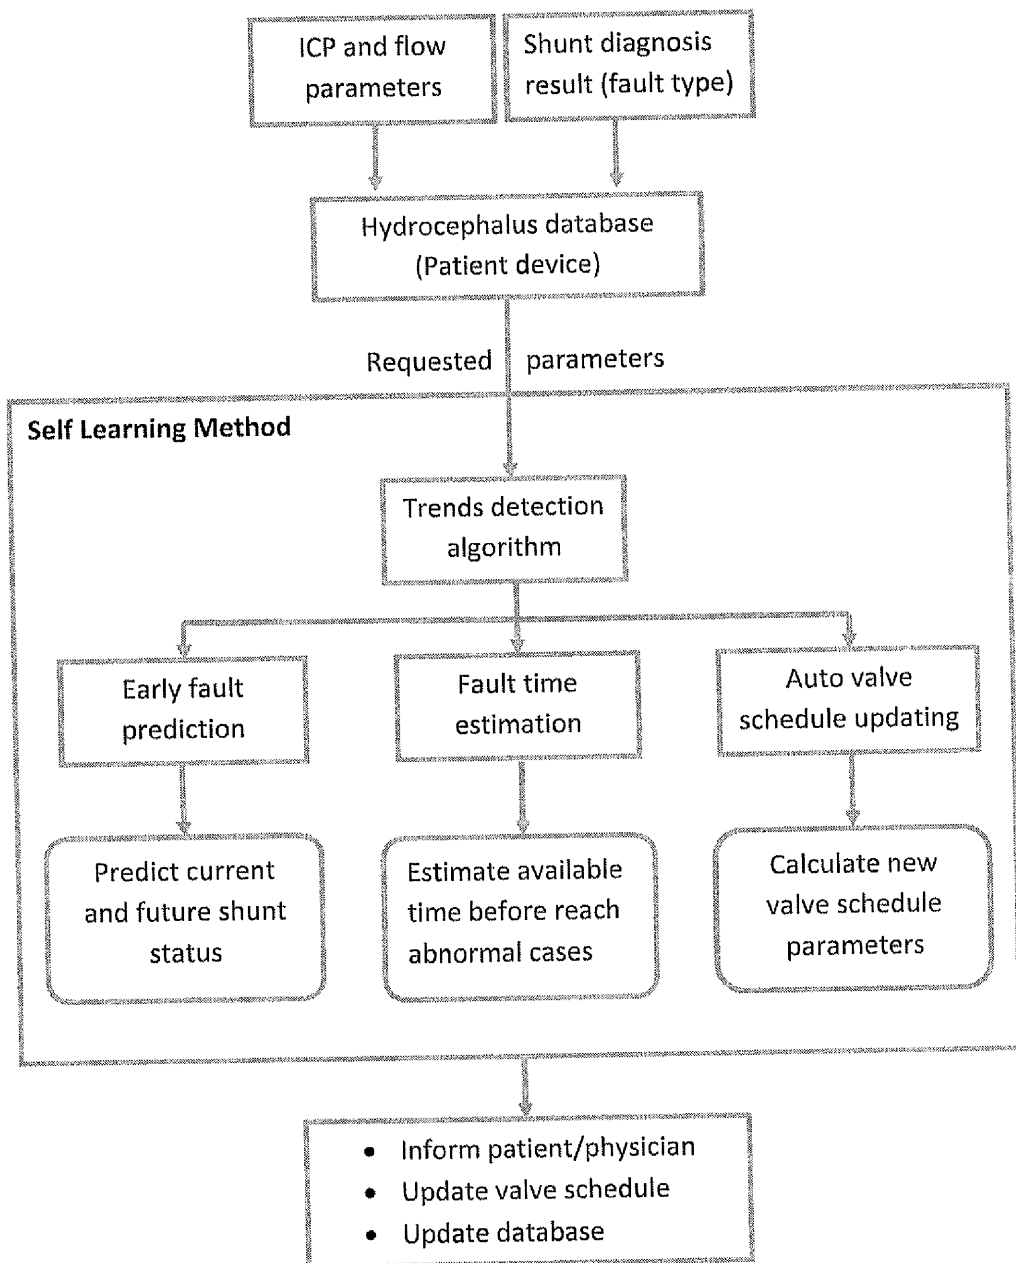 ICP and flow
parameters
Shunt diagnosis
result (fault type)
Hydrocephalus database
(Patient device)
Requested parameters
Self Learning Method
Trends detection
algorithm
Early fault
prediction
Fault time
estimation
Auto valve
schedule updating
Predict current
and future shunt
status
Estimate available
time before reach
abnormal cases
Calculate new
valve schedule
parameters
• Inform patient/physician
• Update valve schedule
• Update database